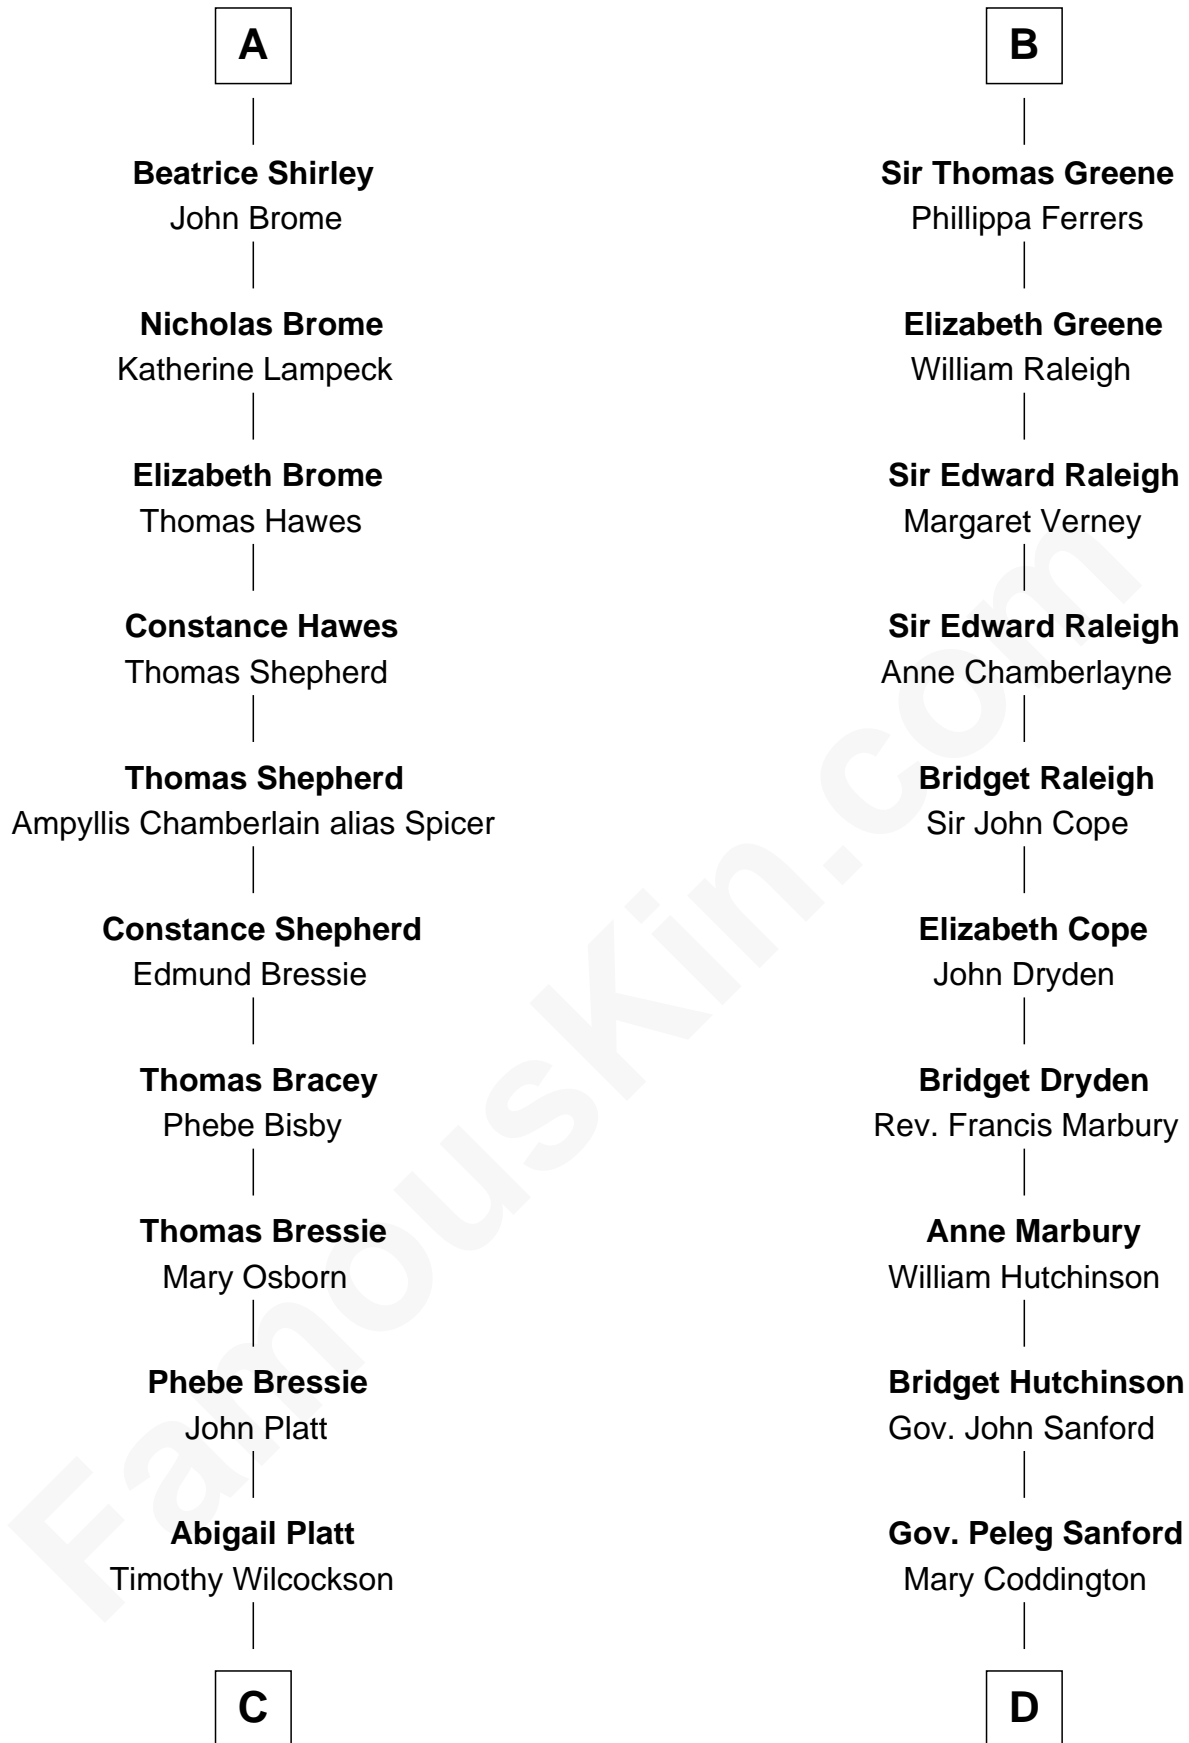 A
Beatrice Shirley
John Brome
Nicholas Brome
Katherine Lampeck
Elizabeth Brome
Thomas Hawes
Constance Hawes
Thomas Shepherd
Thomas Shepherd
Ampyllis Chamberlain alias Spicer
Constance Shepherd
Edmund Bressie
Thomas Bracey
Phebe Bisby
Thomas Bressie
Mary Osborn
Phebe Bressie
John Platt
Abigail Platt
Timothy Wilcockson
C
B
Sir Thomas Greene
Phillippa Ferrers
Elizabeth Greene
William Raleigh
Sir Edward Raleigh
Margaret Verney
Sir Edward Raleigh
Anne Chamberlayne
Bridget Raleigh
Sir John Cope
Elizabeth Cope
John Dryden
Bridget Dryden
Rev. Francis Marbury
Anne Marbury
William Hutchinson
Bridget Hutchinson
Gov. John Sanford
Gov. Peleg Sanford
Mary Coddington
D
FamousKin.com